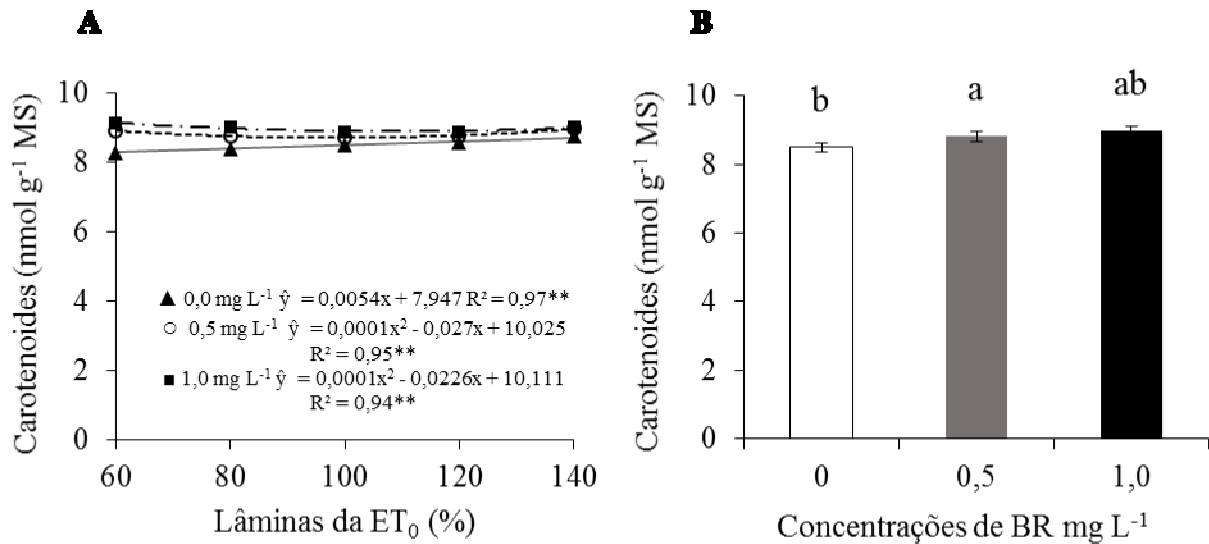 A
Carotenoides (nmol g⁻¹ MS)
10
8
6
4
2
0
▲ 0,0 mg L⁻¹ ŷ = 0,0054x + 7,947 R² = 0,97**
○ 0,5 mg L⁻¹ ŷ = 0,0001x² - 0,027x + 10,025
R² = 0,95**
■ 1,0 mg L⁻¹ ŷ = 0,0001x² - 0,0226x + 10,111
R² = 0,94**
60 80 100 120 140
Lâminas da ET₀ (%)
B
Carotenoides (nmol g⁻¹ MS)
10
8
6
4
2
0
b a ab
0 0,5 1,0
Concentrações de BR mg L⁻¹